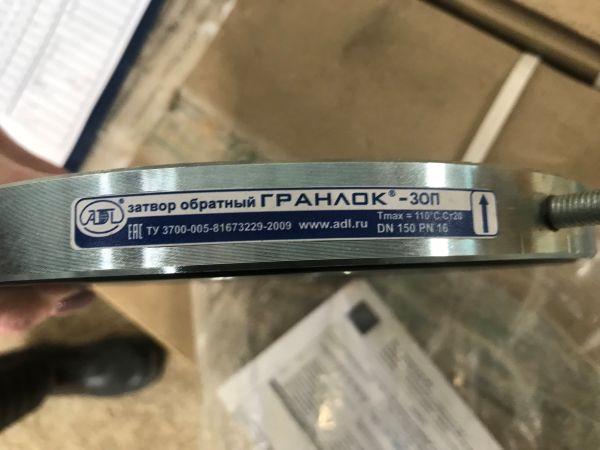 ADL
затвор обратный ГРАНЛОК®-ЗОП
EAC ТУ 3700-005-81673229-2009 www.adl.ru
Tmax = 110°C.Ст20
DN 150 PN 16